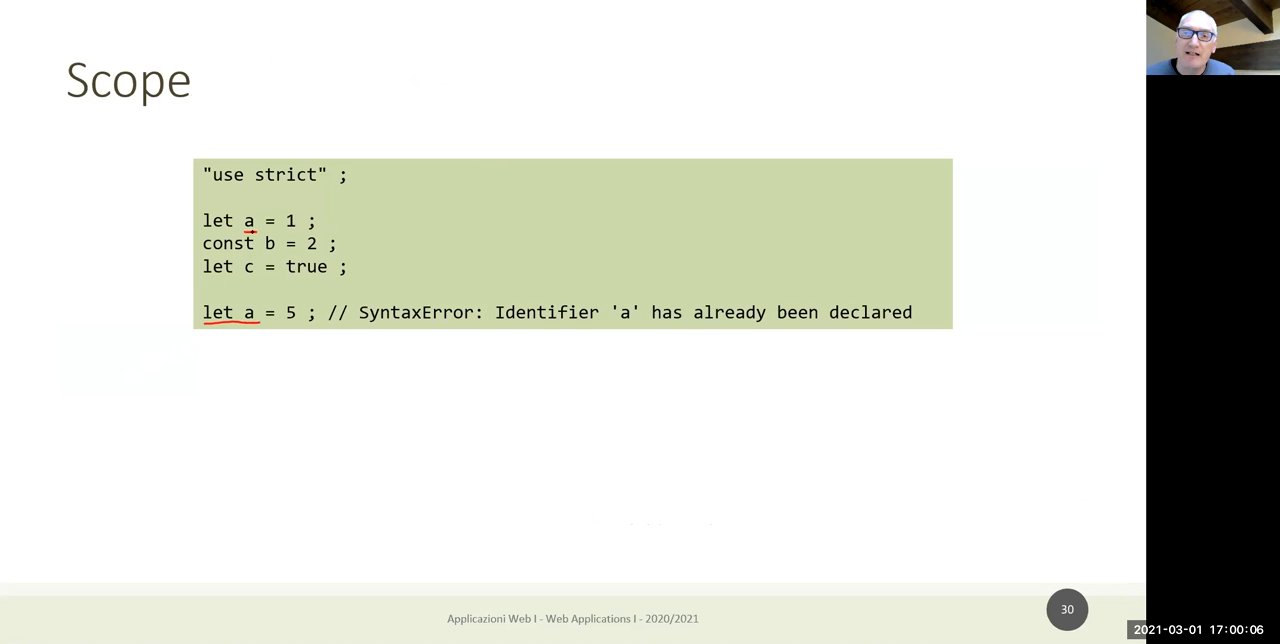 Scope
"use strict" ;
let a = 1 ;
const b = 2 ;
let c = true ;
let a = 5 ; // SyntaxError: Identifier 'a' has already been declared
Applicazioni Web I - Web Applications I - 2020/2021
30
2021-03-01 17:00:06